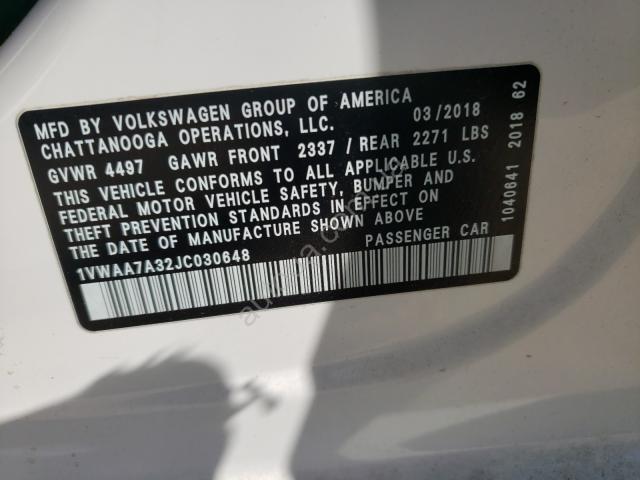 MFD BY VOLKSWAGEN GROUP OF AMERICA
CHATTANOOGA OPERATIONS, LLC. 03/2018
GVWR 4497 GAWR FRONT 2337 / REAR 2271 LBS
THIS VEHICLE CONFORMS TO ALL APPLICABLE U.S.
FEDERAL MOTOR VEHICLE SAFETY, BUMPER AND
THEFT PREVENTION STANDARDS IN EFFECT ON
THE DATE OF MANUFACTURE SHOWN ABOVE
1VWAA7A32JC030648 PASSENGER CAR
1040641 2018 62